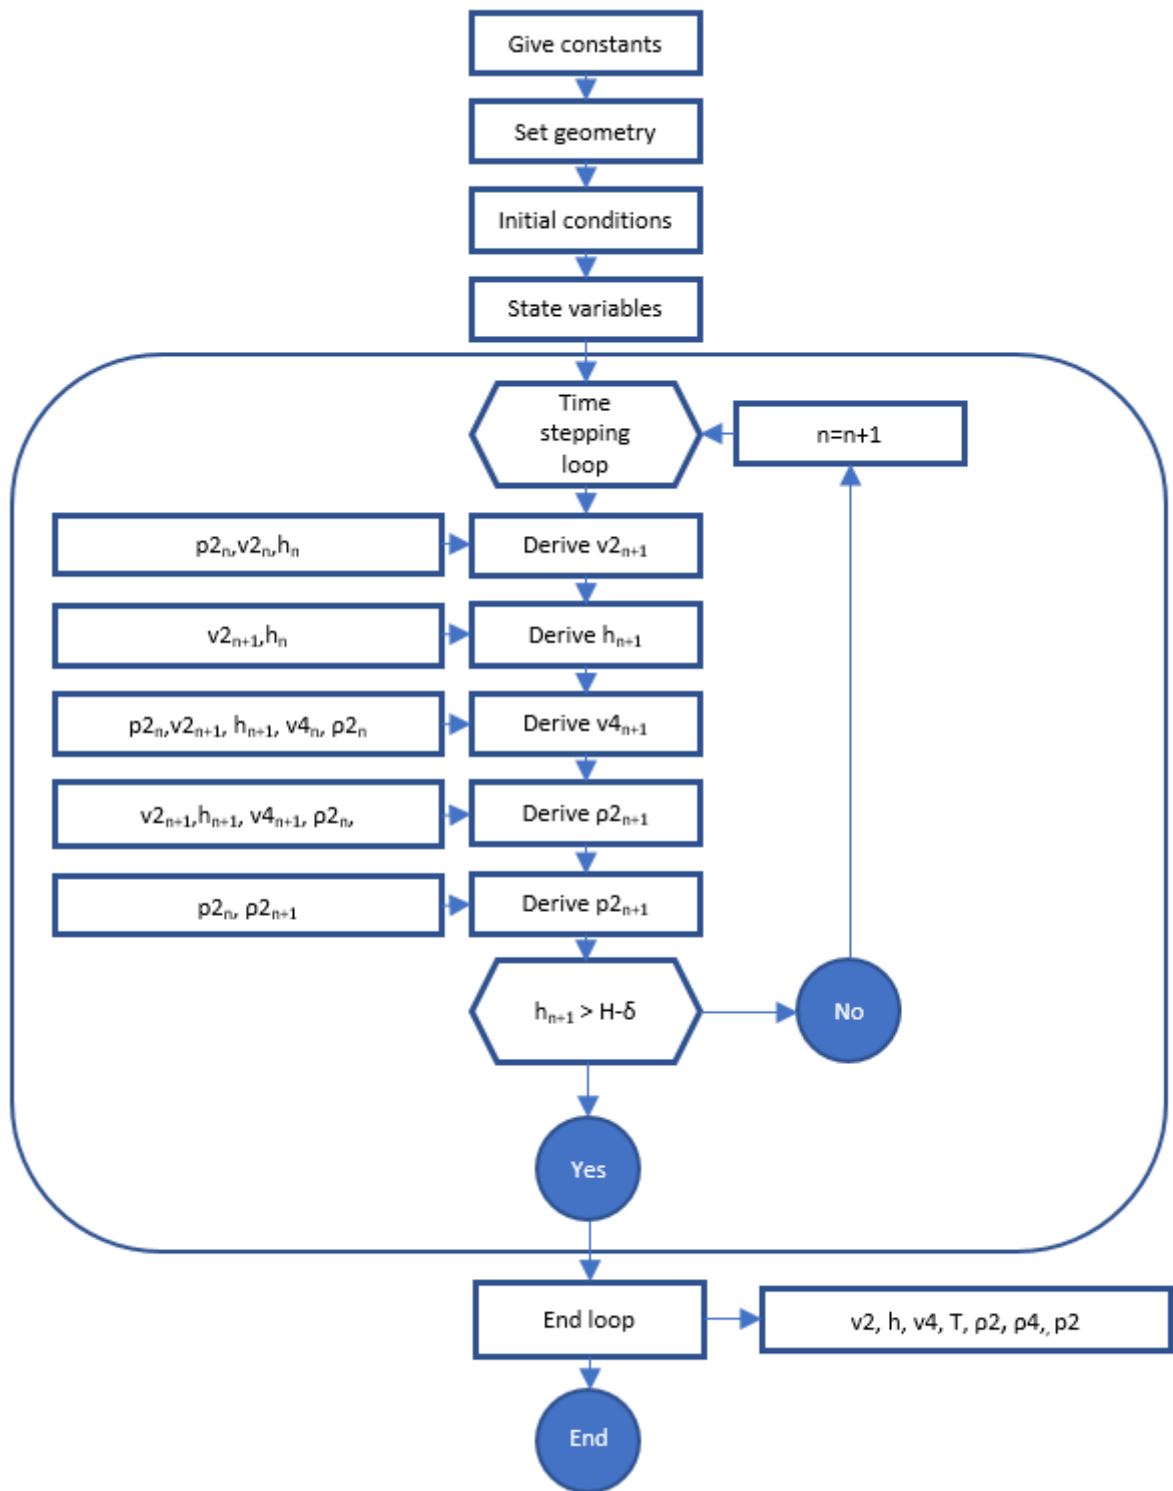 Give constants
Set geometry
Initial conditions
State variables
Time
stepping
loop
n=n+1
p2ₙ,v2ₙ,hₙ
Derive v2ₙ₊₁
v2ₙ₊₁,hₙ
Derive hₙ₊₁
p2ₙ,v2ₙ₊₁, hₙ₊₁, v4ₙ, ρ2ₙ
Derive v4ₙ₊₁
v2ₙ₊₁,hₙ₊₁, v4ₙ₊₁, ρ2ₙ,
Derive ρ2ₙ₊₁
p2ₙ, ρ2ₙ₊₁
Derive p2ₙ₊₁
hₙ₊₁ > H-δ
No
Yes
End loop
v2, h, v4, T, ρ2, ρ4,, p2
End